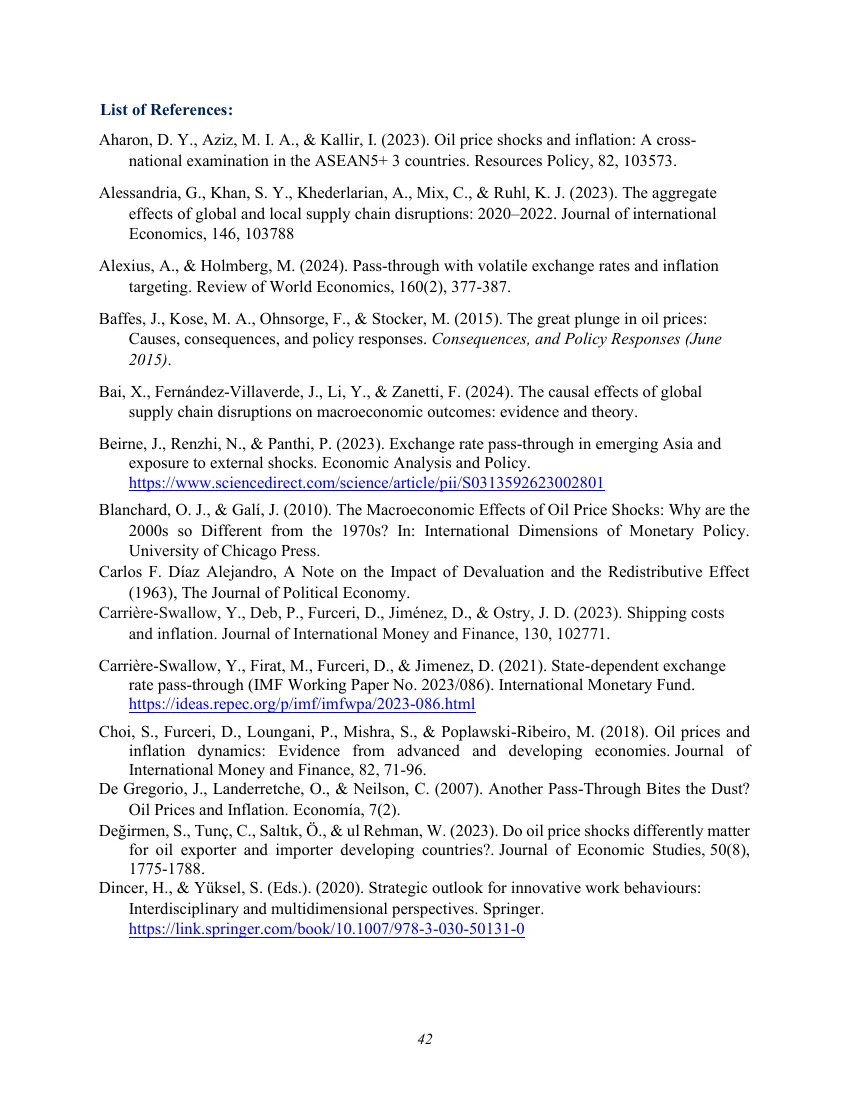 List of References:
Aharon, D. Y., Aziz, M. I. A., & Kallir, I. (2023). Oil price shocks and inflation: A cross-
national examination in the ASEAN5+ 3 countries. Resources Policy, 82, 103573.
Alessandria, G., Khan, S. Y., Khederlarian, A., Mix, C., & Ruhl, K. J. (2023). The aggregate
effects of global and local supply chain disruptions: 2020–2022. Journal of international
Economics, 146, 103788
Alexius, A., & Holmberg, M. (2024). Pass-through with volatile exchange rates and inflation
targeting. Review of World Economics, 160(2), 377-387.
Baffes, J., Kose, M. A., Ohnsorge, F., & Stocker, M. (2015). The great plunge in oil prices:
Causes, consequences, and policy responses. Consequences, and Policy Responses (June
2015).
Bai, X., Fernández-Villaverde, J., Li, Y., & Zanetti, F. (2024). The causal effects of global
supply chain disruptions on macroeconomic outcomes: evidence and theory.
Beirne, J., Renzhi, N., & Panthi, P. (2023). Exchange rate pass-through in emerging Asia and
exposure to external shocks. Economic Analysis and Policy.
https://www.sciencedirect.com/science/article/pii/S0313592623002801
Blanchard, O. J., & Galí, J. (2010). The Macroeconomic Effects of Oil Price Shocks: Why are the
2000s so Different from the 1970s? In: International Dimensions of Monetary Policy.
University of Chicago Press.
Carlos F. Díaz Alejandro, A Note on the Impact of Devaluation and the Redistributive Effect
(1963), The Journal of Political Economy.
Carrière-Swallow, Y., Deb, P., Furceri, D., Jiménez, D., & Ostry, J. D. (2023). Shipping costs
and inflation. Journal of International Money and Finance, 130, 102771.
Carrière-Swallow, Y., Firat, M., Furceri, D., & Jimenez, D. (2021). State-dependent exchange
rate pass-through (IMF Working Paper No. 2023/086). International Monetary Fund.
https://ideas.repec.org/p/imf/imfwpa/2023-086.html
Choi, S., Furceri, D., Loungani, P., Mishra, S., & Poplawski-Ribeiro, M. (2018). Oil prices and
inflation dynamics: Evidence from advanced and developing economies. Journal of
International Money and Finance, 82, 71-96.
De Gregorio, J., Landerretche, O., & Neilson, C. (2007). Another Pass-Through Bites the Dust?
Oil Prices and Inflation. Economía, 7(2).
Değirmen, S., Tunç, C., Saltık, Ö., & ul Rehman, W. (2023). Do oil price shocks differently matter
for oil exporter and importer developing countries?. Journal of Economic Studies, 50(8),
1775-1788.
Dincer, H., & Yüksel, S. (Eds.). (2020). Strategic outlook for innovative work behaviours:
Interdisciplinary and multidimensional perspectives. Springer.
https://link.springer.com/book/10.1007/978-3-030-50131-0
42